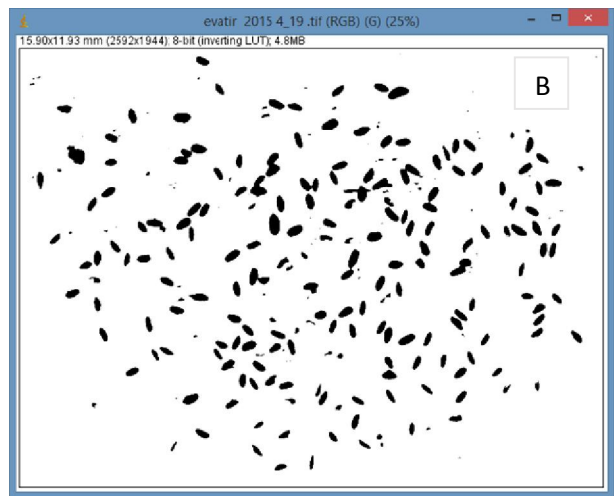 evatir 2015 4_19 .tif (RGB) (G) (25%)
15.90x11.93 mm (2592x1944); 8-bit (inverting LUT); 4.8MB
B